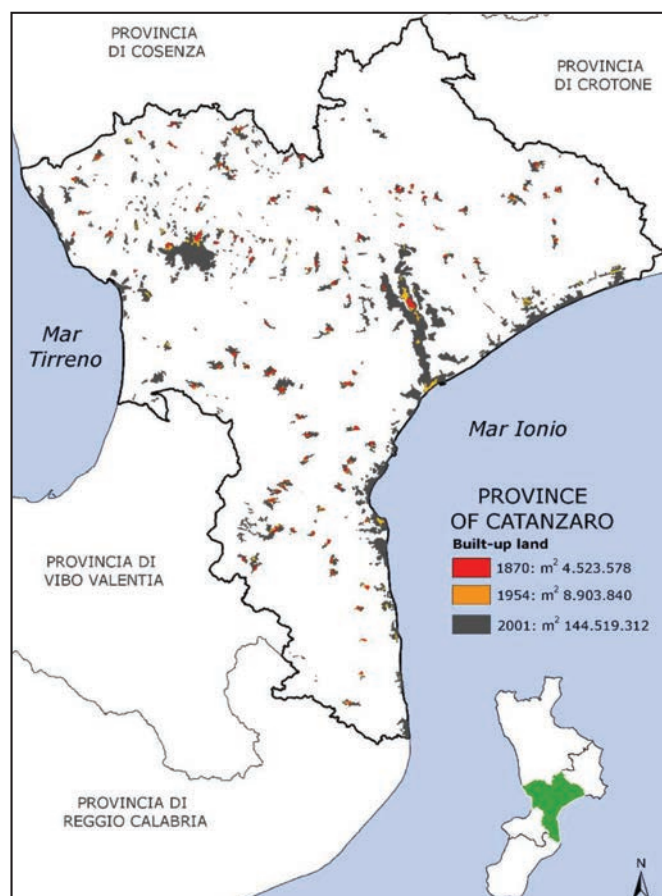 PROVINCIA
DI COSENZA
PROVINCIA
DI CROTONE
Mar
Tirreno
Mar Ionio
PROVINCE
OF CATANZARO
Built-up land
1870: m² 4.523.578
1954: m² 8.903.840
2001: m² 144.519.312
PROVINCIA DI
VIBO VALENTIA
PROVINCIA DI
REGGIO CALABRIA
N